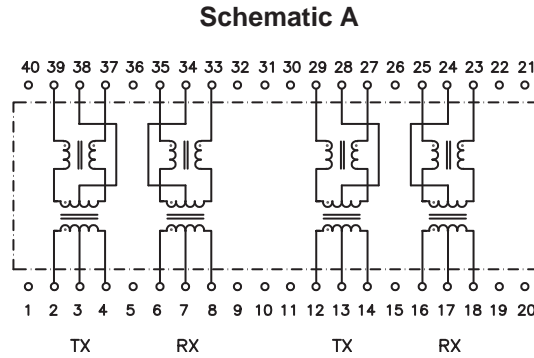 Schematic A
40 39 38 37 36 35 34 33 32 31 30 29 28 27 26 25 24 23 22 21
1 2 3 4 5 6 7 8 9 10 11 12 13 14 15 16 17 18 19 20
TX RX TX RX